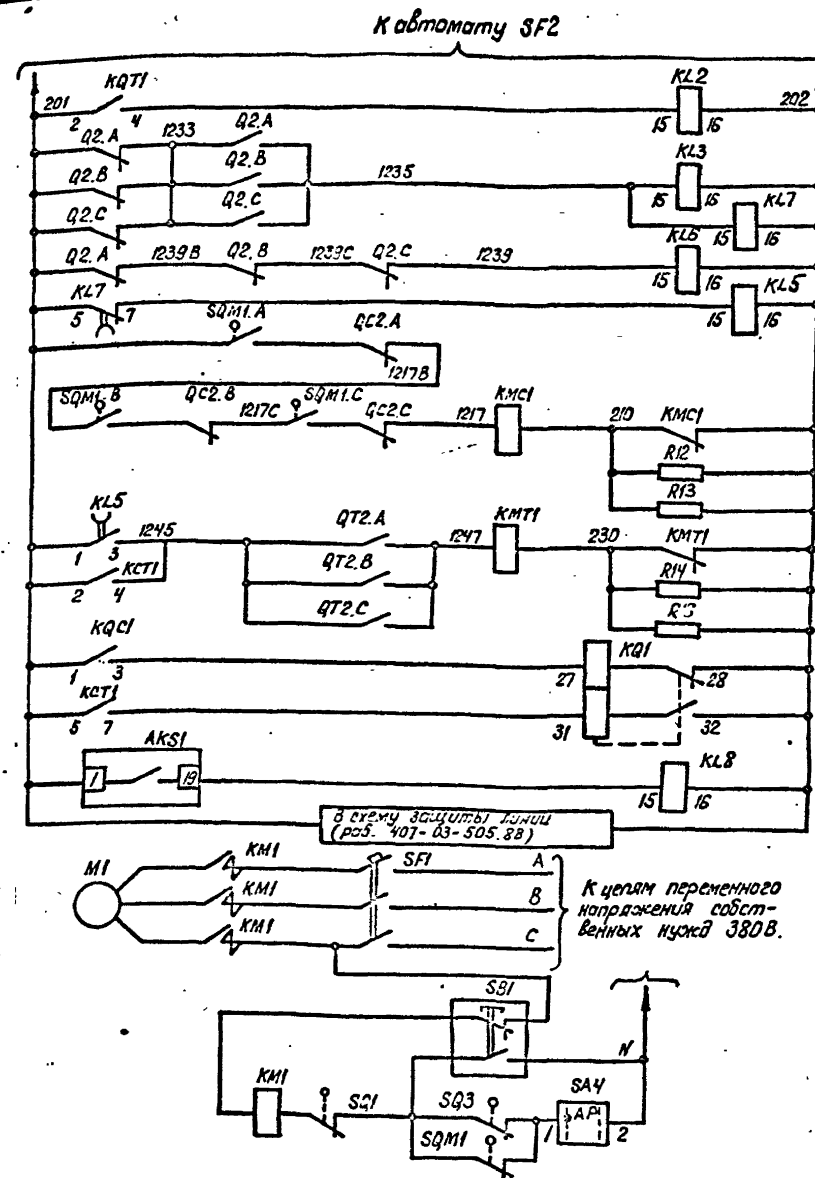 К автомату SF2
KQT1 KL2
201 2 4 15 16 202
Q2.A 1233 Q2.A
Q2.B Q2.B 1235 KL3
Q2.C Q2.C 15 16 KL7
Q2.A 1239B Q2.B 1239C Q2.C 1239 KL6 15 16
15 16
KL7 KL5
5 7 15 16
SQM1.A QC2.A
1217B
SQM1.B QC2.B 1217C SQM1.C QC2.C 1217 KMC1 210 KMC1
R12
R13
KL5
1 3 1245 QT2.A 1247 KMT1 230 KMT1
2 4 KCT1 QT2.B R14
QT2.C
KQC1
1 3 27 KQ1 28
KCT1
5 7 31 32
AKS1
1 19 KL8
15 16
В схему защиты линии
(раб. 407-03-505.88)
M1 KM1 SF1 A
KM1 B
KM1 C
К цепям переменного
напряжения собст-
венных нужд 380В.
SB1
N
KM1 SQ1 SQ3 SA4
SQM1 1 AP 2